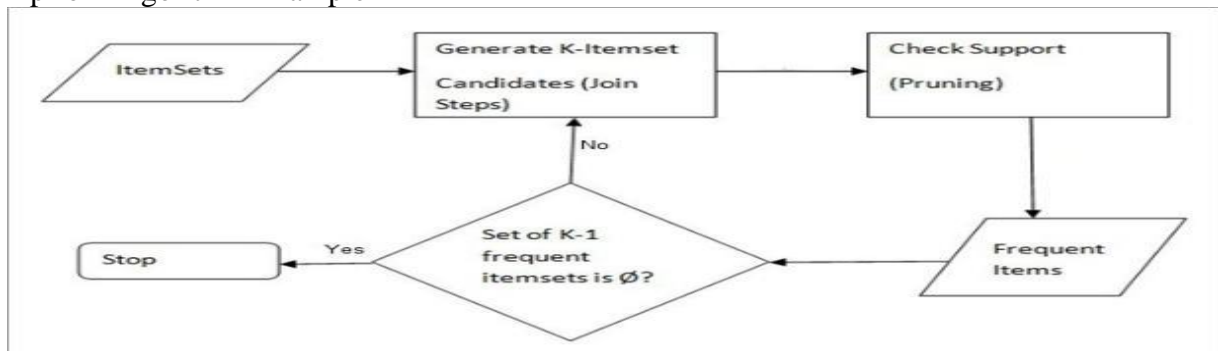 ItemSets
Generate K-Itemset
Candidates (Join
Steps)
Check Support
(Pruning)
No
Set of K-1
frequent
itemsets is Ø?
Yes
Stop
Frequent
Items